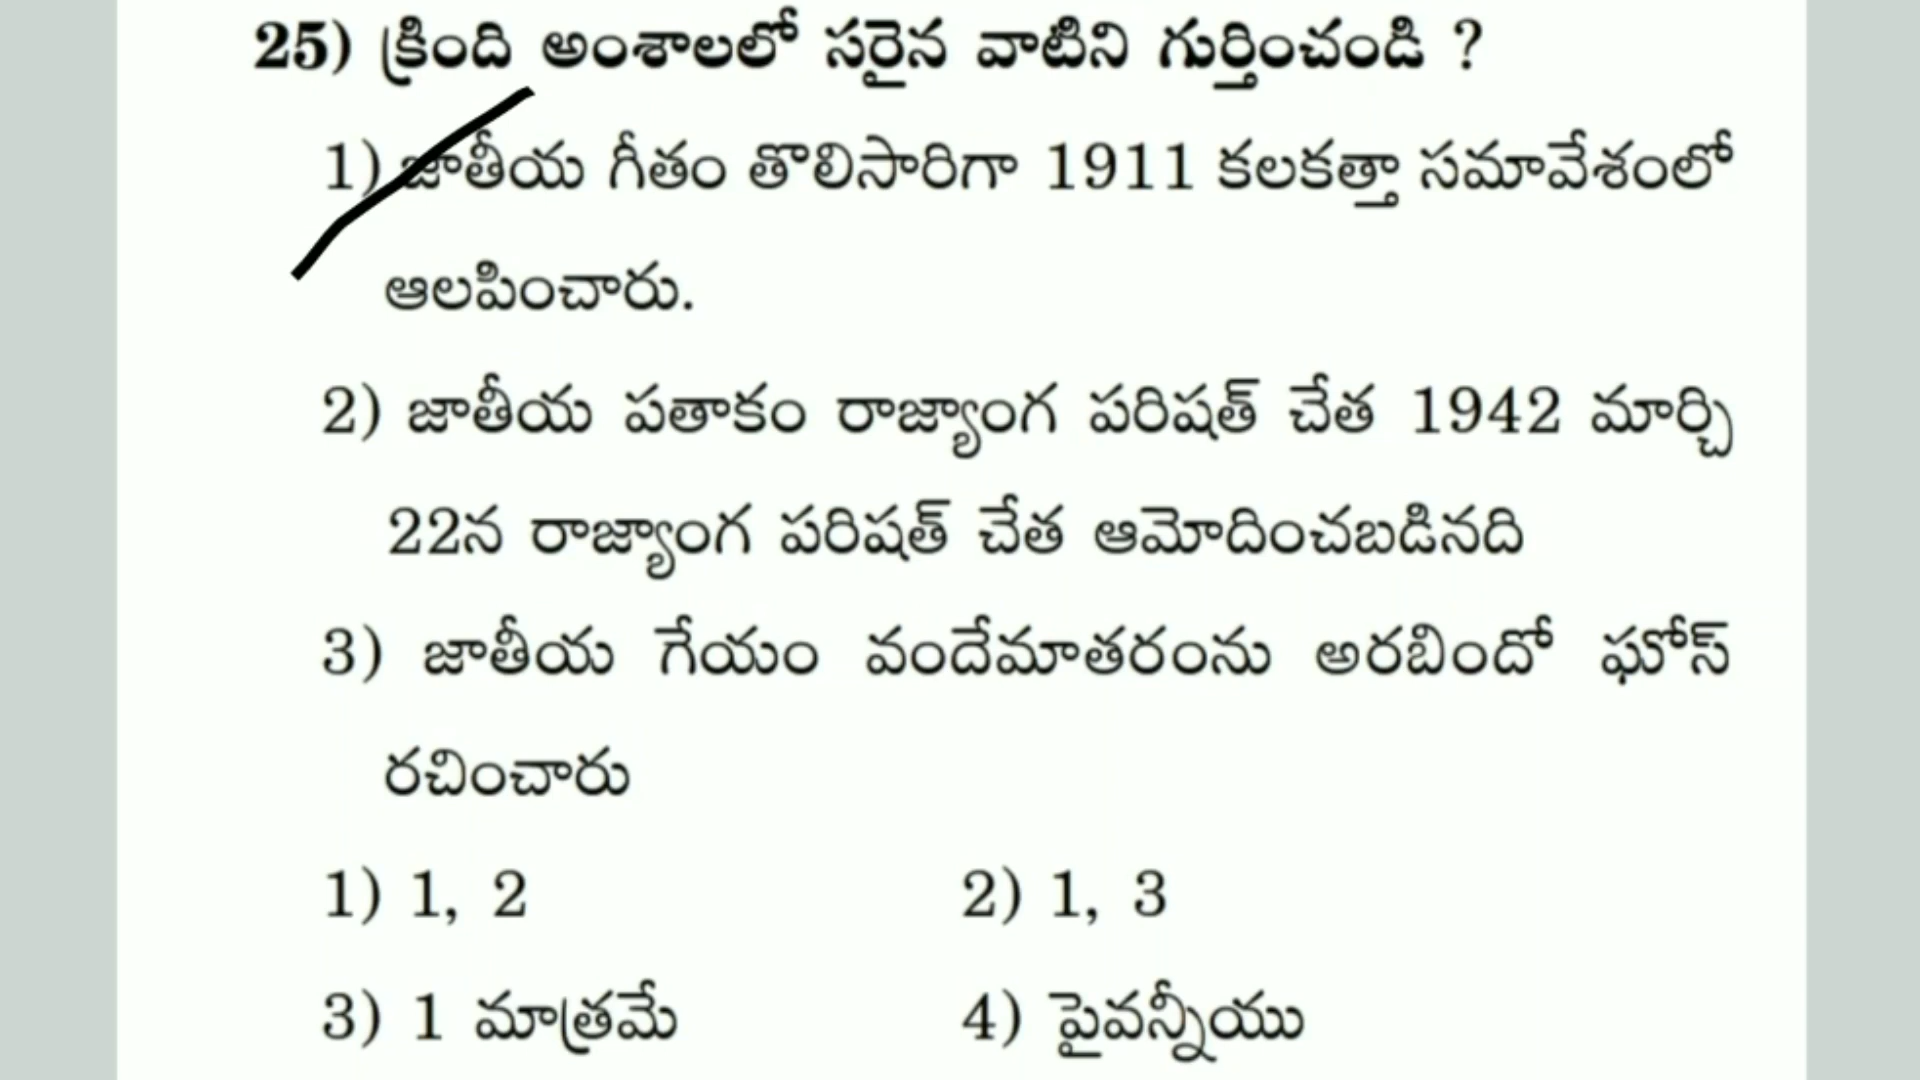 25) క్రింది అంశాలలో సరైన వాటిని గుర్తించండి ?
1) జాతీయ గీతం తొలిసారిగా 1911 కలకత్తా సమావేశంలో
ఆలపించారు.
2) జాతీయ పతాకం రాజ్యాంగ పరిషత్ చేత 1942 మార్చి
22న రాజ్యాంగ పరిషత్ చేత ఆమోదించబడినది
3) జాతీయ గేయం వందేమాతరంను అరబిందో ఘోస్
రచించారు
1) 1, 2 2) 1, 3
3) 1 మాత్రమే 4) పైవన్నీయు